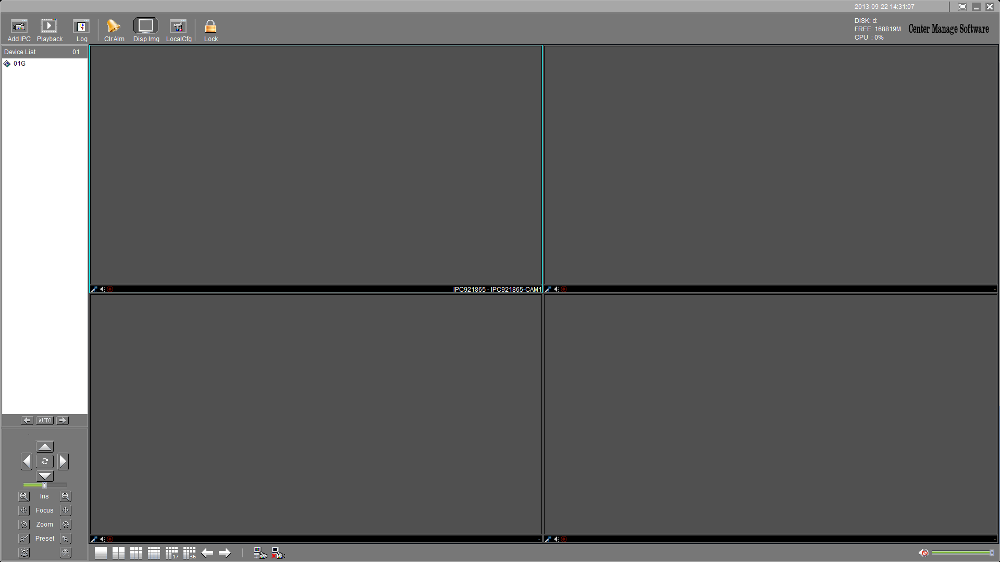 2013-09-22 14:31:07
Add IPC Playback Log Clr Alm Disp Img LocalCfg Lock
DISK: d:
FREE: 168819M
CPU : 0%
Center Manage Software
Device List 01
01G
IPC921865 - IPC921865-CAM1
-
-
-
AUTO
Iris
Focus
Zoom
Preset
17
36